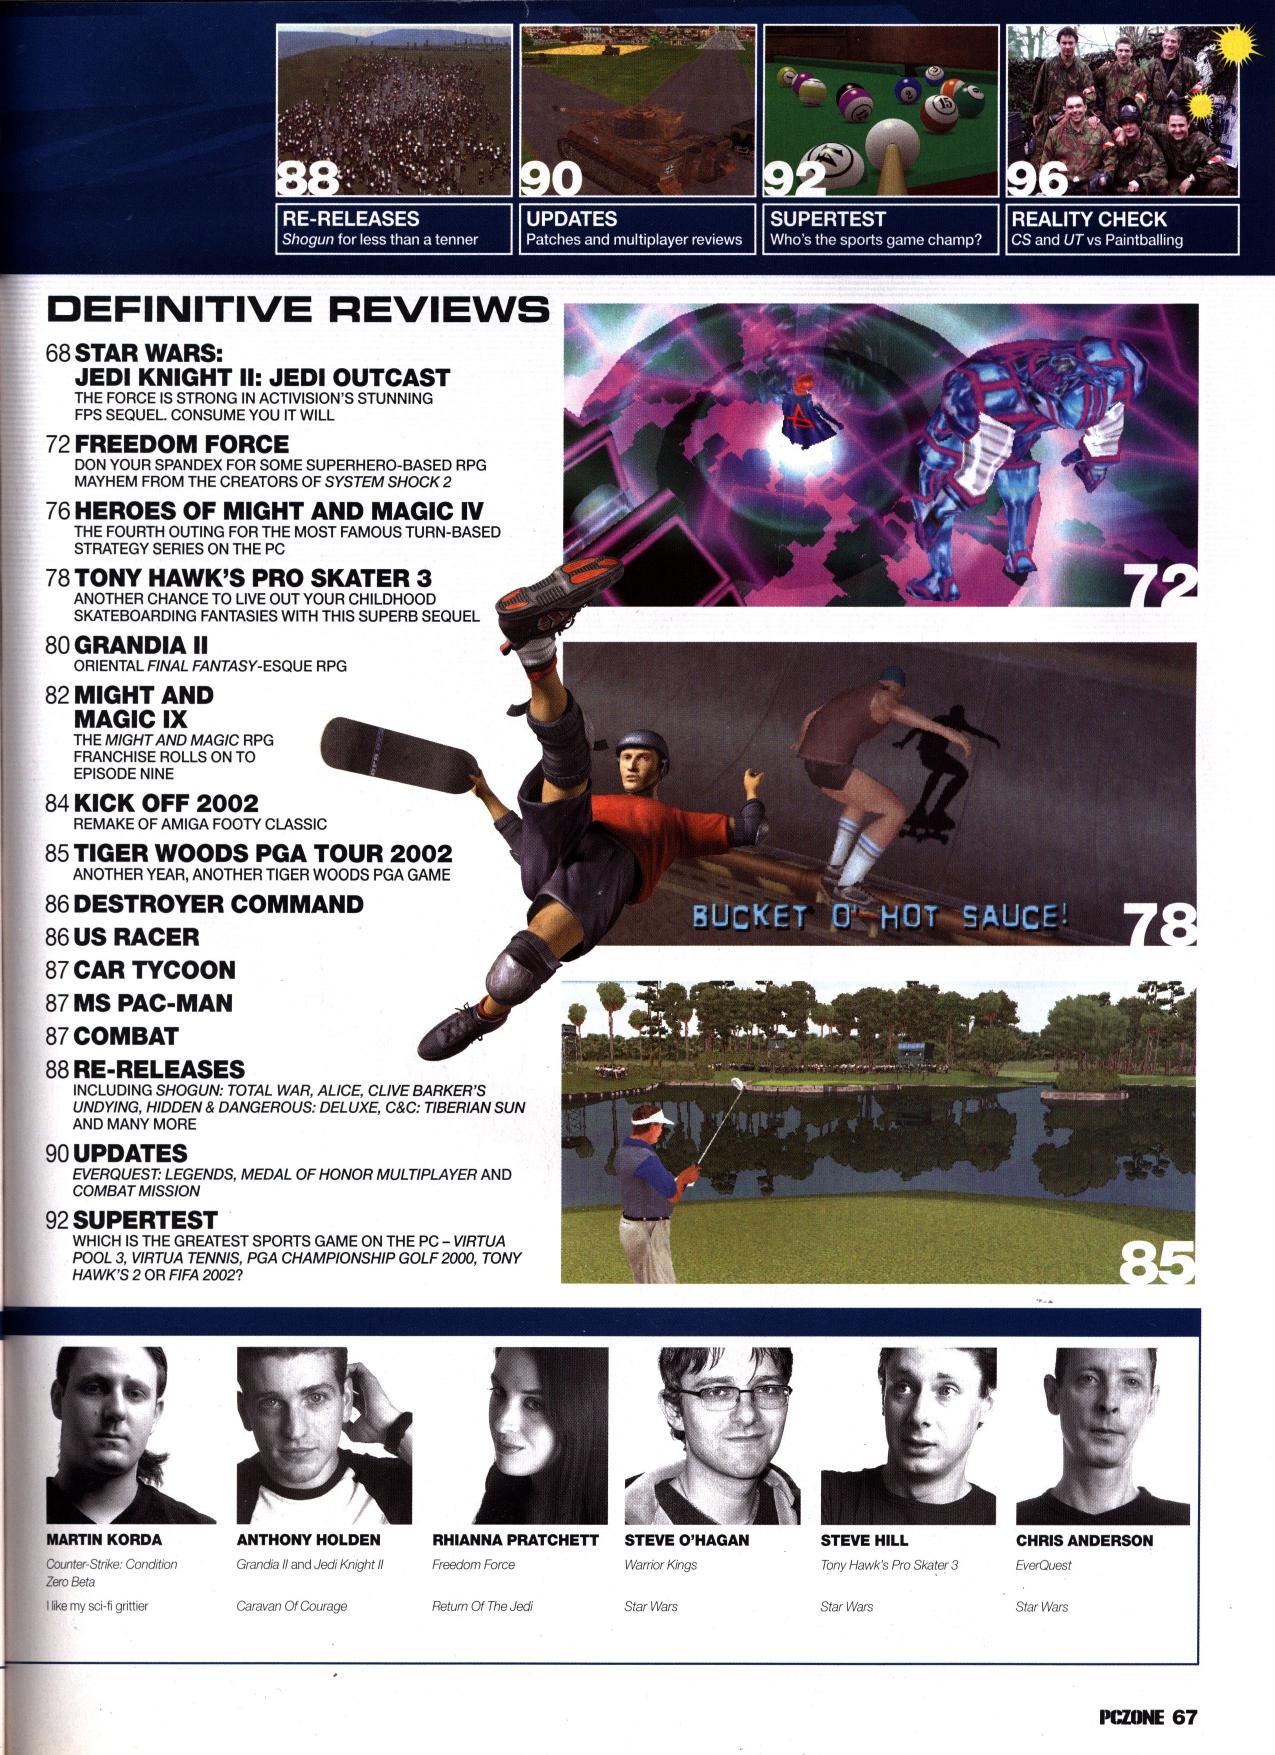 88
RE-RELEASES
Shogun for less than a tenner
90
UPDATES
Patches and multiplayer reviews
92
SUPERTEST
Who's the sports game champ?
96
REALITY CHECK
CS and UT vs Paintballing
DEFINITIVE REVIEWS
68 STAR WARS:
JEDI KNIGHT II: JEDI OUTCAST
THE FORCE IS STRONG IN ACTIVISION'S STUNNING
FPS SEQUEL. CONSUME YOU IT WILL
72 FREEDOM FORCE
DON YOUR SPANDEX FOR SOME SUPERHERO-BASED RPG
MAYHEM FROM THE CREATORS OF SYSTEM SHOCK 2
76 HEROES OF MIGHT AND MAGIC IV
THE FOURTH OUTING FOR THE MOST FAMOUS TURN-BASED
STRATEGY SERIES ON THE PC
78 TONY HAWK'S PRO SKATER 3
ANOTHER CHANCE TO LIVE OUT YOUR CHILDHOOD
SKATEBOARDING FANTASIES WITH THIS SUPERB SEQUEL
80 GRANDIA II
ORIENTAL FINAL FANTASY-ESQUE RPG
82 MIGHT AND
MAGIC IX
THE MIGHT AND MAGIC RPG
FRANCHISE ROLLS ON TO
EPISODE NINE
84 KICK OFF 2002
REMAKE OF AMIGA FOOTY CLASSIC
85 TIGER WOODS PGA TOUR 2002
ANOTHER YEAR, ANOTHER TIGER WOODS PGA GAME
86 DESTROYER COMMAND
86 US RACER
87 CAR TYCOON
87 MS PAC-MAN
87 COMBAT
88 RE-RELEASES
INCLUDING SHOGUN: TOTAL WAR, ALICE, CLIVE BARKER'S
UNDYING, HIDDEN & DANGEROUS: DELUXE, C&C: TIBERIAN SUN
AND MANY MORE
90 UPDATES
EVERQUEST: LEGENDS, MEDAL OF HONOR MULTIPLAYER AND
COMBAT MISSION
92 SUPERTEST
WHICH IS THE GREATEST SPORTS GAME ON THE PC – VIRTUA
POOL 3, VIRTUA TENNIS, PGA CHAMPIONSHIP GOLF 2000, TONY
HAWK'S 2 OR FIFA 2002?
72
BUCKET O' HOT SAUCE!
78
85
MARTIN KORDA
Counter-Strike: Condition
Zero Beta
I like my sci-fi grittier
ANTHONY HOLDEN
Grandia II and Jedi Knight II
Caravan Of Courage
RHIANNA PRATCHETT
Freedom Force
Return Of The Jedi
STEVE O'HAGAN
Warrior Kings
Star Wars
STEVE HILL
Tony Hawk's Pro Skater 3
Star Wars
CHRIS ANDERSON
EverQuest
Star Wars
PCZONE 67